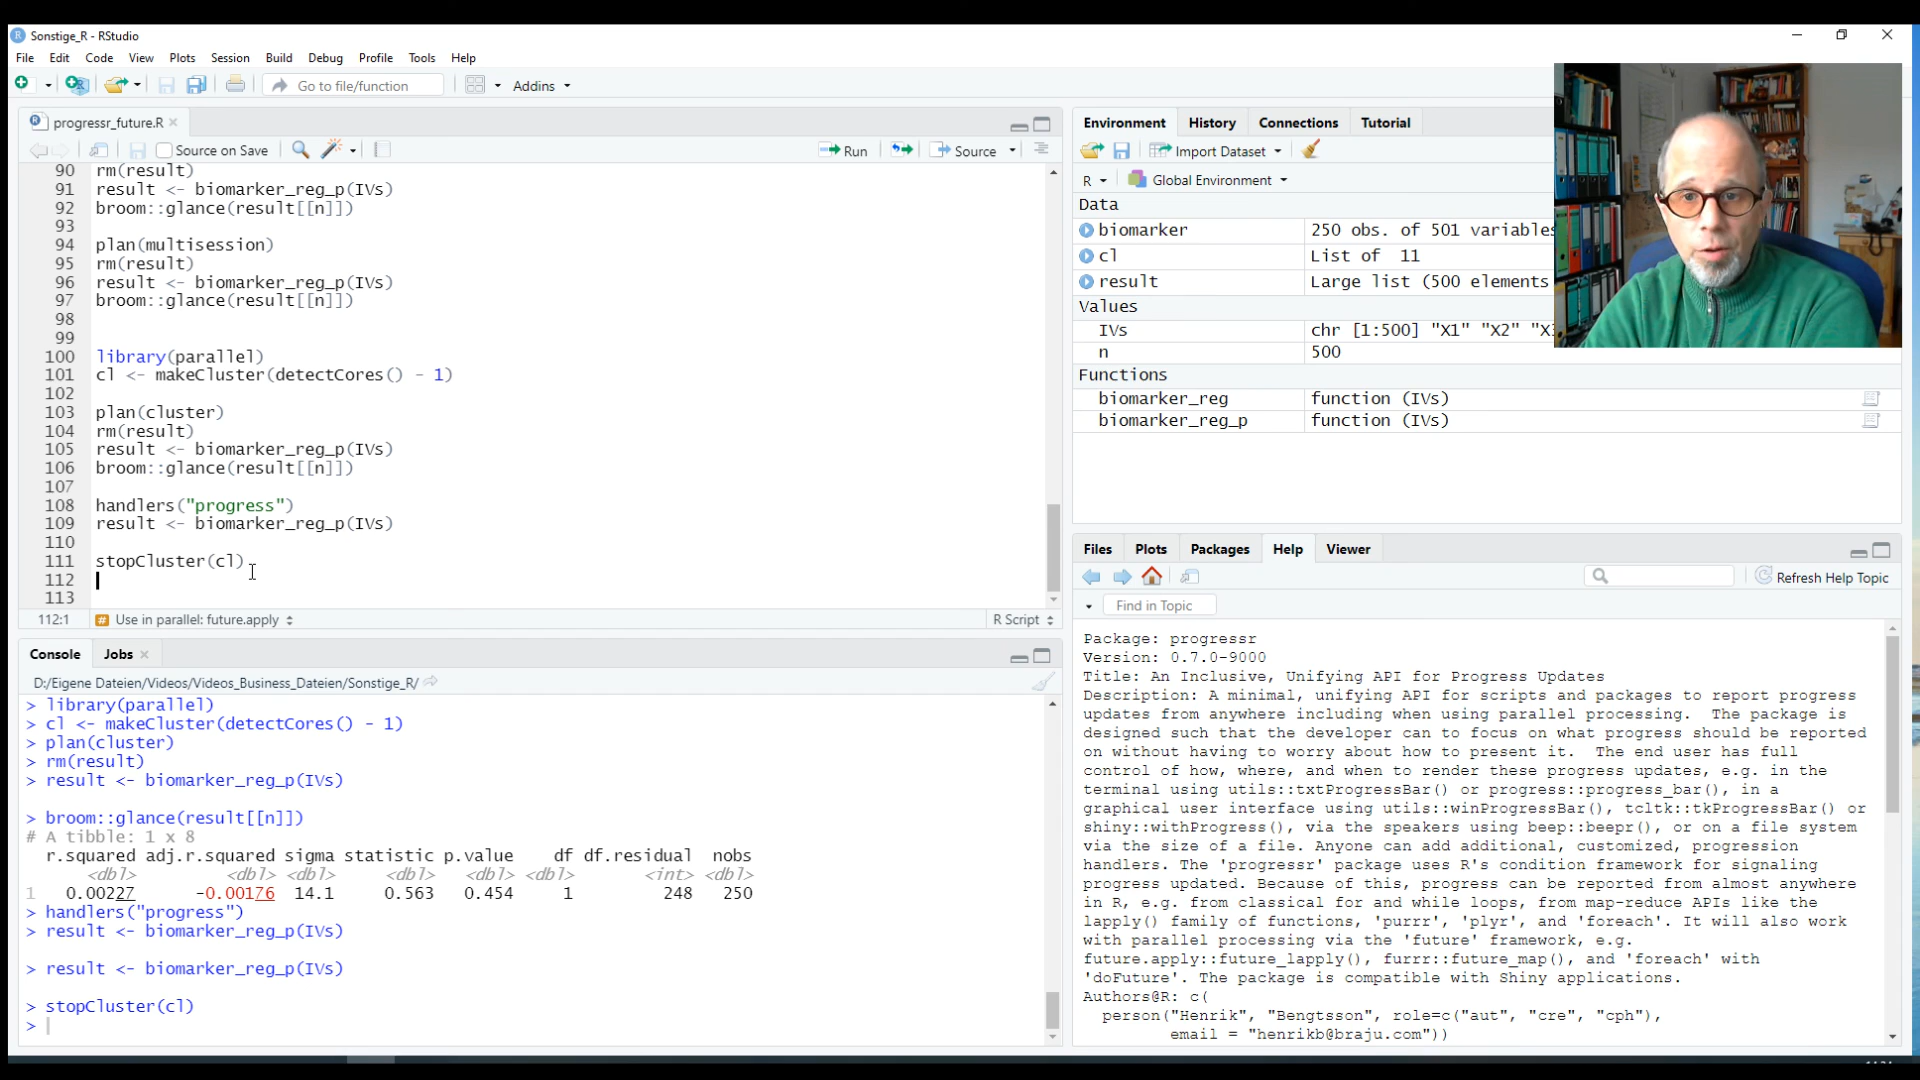 Sonstige_R - RStudio
File Edit Code View Plots Session Build Debug Profile Tools Help
Go to file/function Addins
progressr_future.R
Source on Save Run Source
90 rm(result)
91 result <- biomarker_reg_p(IVs)
92 broom::glance(result[[n]])
93
94 plan(multisession)
95 rm(result)
96 result <- biomarker_reg_p(IVs)
97 broom::glance(result[[n]])
98
99
100 library(parallel)
101 cl <- makeCluster(detectCores() - 1)
102
103 plan(cluster)
104 rm(result)
105 result <- biomarker_reg_p(IVs)
106 broom::glance(result[[n]])
107
108 handlers("progress")
109 result <- biomarker_reg_p(IVs)
110
111 stopCluster(cl)
112
113
112:1 # Use in parallel: future.apply R Script
Console Jobs
D:/Eigene Dateien/Videos/Videos_Business_Dateien/Sonstige_R/
> library(parallel)
> cl <- makeCluster(detectCores() - 1)
> plan(cluster)
> rm(result)
> result <- biomarker_reg_p(IVs)
> broom::glance(result[[n]])
# A tibble: 1 x 8
r.squared adj.r.squared sigma statistic p.value df df.residual nobs
<dbl> <dbl> <dbl> <dbl> <dbl> <dbl> <int> <dbl>
1 0.00227 -0.00176 14.1 0.563 0.454 1 248 250
> handlers("progress")
> result <- biomarker_reg_p(IVs)
> result <- biomarker_reg_p(IVs)
> stopCluster(cl)
>
Environment History Connections Tutorial
Import Dataset
R Global Environment
Data
biomarker 250 obs. of 501 variables
cl List of 11
result Large list (500 elements
Values
IVs chr [1:500] "X1" "X2"
n 500
Functions
biomarker_reg function (IVs)
biomarker_reg_p function (IVs)
Files Plots Packages Help Viewer
Refresh Help Topic
Find in Topic
Package: progressr
Version: 0.7.0-9000
Title: An Inclusive, Unifying API for Progress Updates
Description: A minimal, unifying API for scripts and packages to report progress
updates from anywhere including when using parallel processing. The package is
designed such that the developer can to focus on what progress should be reported
on without having to worry about how to present it. The end user has full
control of how, where, and when to render these progress updates, e.g. in the
terminal using utils::txtProgressBar() or progress::progress_bar(), in a
graphical user interface using utils::winProgressBar(), tcltk::tkProgressBar() or
shiny::withProgress(), via the speakers using beep::beepr(), or on a file system
via the size of a file. Anyone can add additional, customized, progression
handlers. The 'progressr' package uses R's condition framework for signaling
progress updated. Because of this, progress can be reported from almost anywhere
in R, e.g. from classical for and while loops, from map-reduce APIs like the
lapply() family of functions, 'purrr', 'plyr', and 'foreach'. It will also work
with parallel processing via the 'future' framework, e.g.
future.apply::future_lapply(), furrr::future_map(), and 'foreach' with
'doFuture'. The package is compatible with Shiny applications.
Authors@R: c(
person("Henrik", "Bengtsson", role=c("aut", "cre", "cph"),
email = "henrikb@braju.com"))